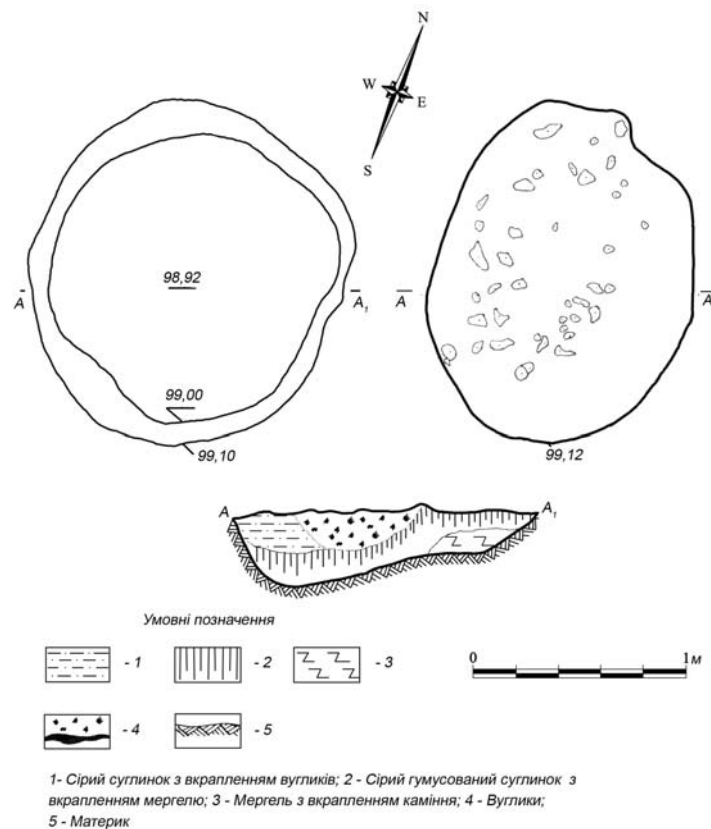 N
W
E
S
98,92
A
A₁
99,00
99,10
A
A
99,12
A
A₁
Умовні позначення
- 1
- 2
- 3
0
1м
- 4
- 5
1- Сірий суглинок з вкрапленням вугликів; 2 - Сірий гумусований суглинок з
вкрапленням мергелю; 3 - Мергель з вкрапленням каміння; 4 - Вуглики;
5 - Материк